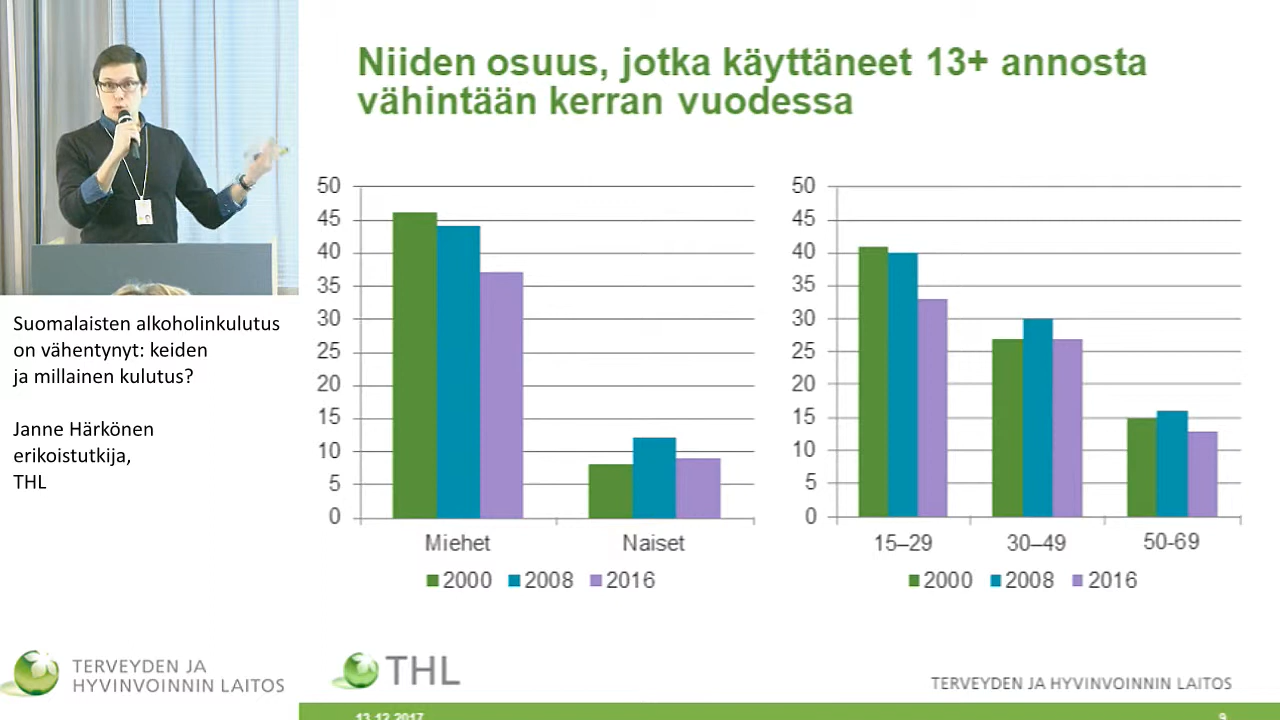 Niiden osuus, jotka käyttäneet 13+ annosta
vähintään kerran vuodessa
50
45
40
35
30
25
20
15
10
5
0
Miehet
Naiset
2000
2008
2016
50
45
40
35
30
25
20
15
10
5
0
15–29
30–49
50-69
2000
2008
2016
Suomalaisten alkoholinkulutus
on vähentynyt: keiden
ja millainen kulutus?
Janne Härkönen
erikoistutkija,
THL
TERVEYDEN JA
HYVINVOINNIN LAITOS
THL
TERVEYDEN JA HYVINVOINNIN LAITOS
13.12.2017
9